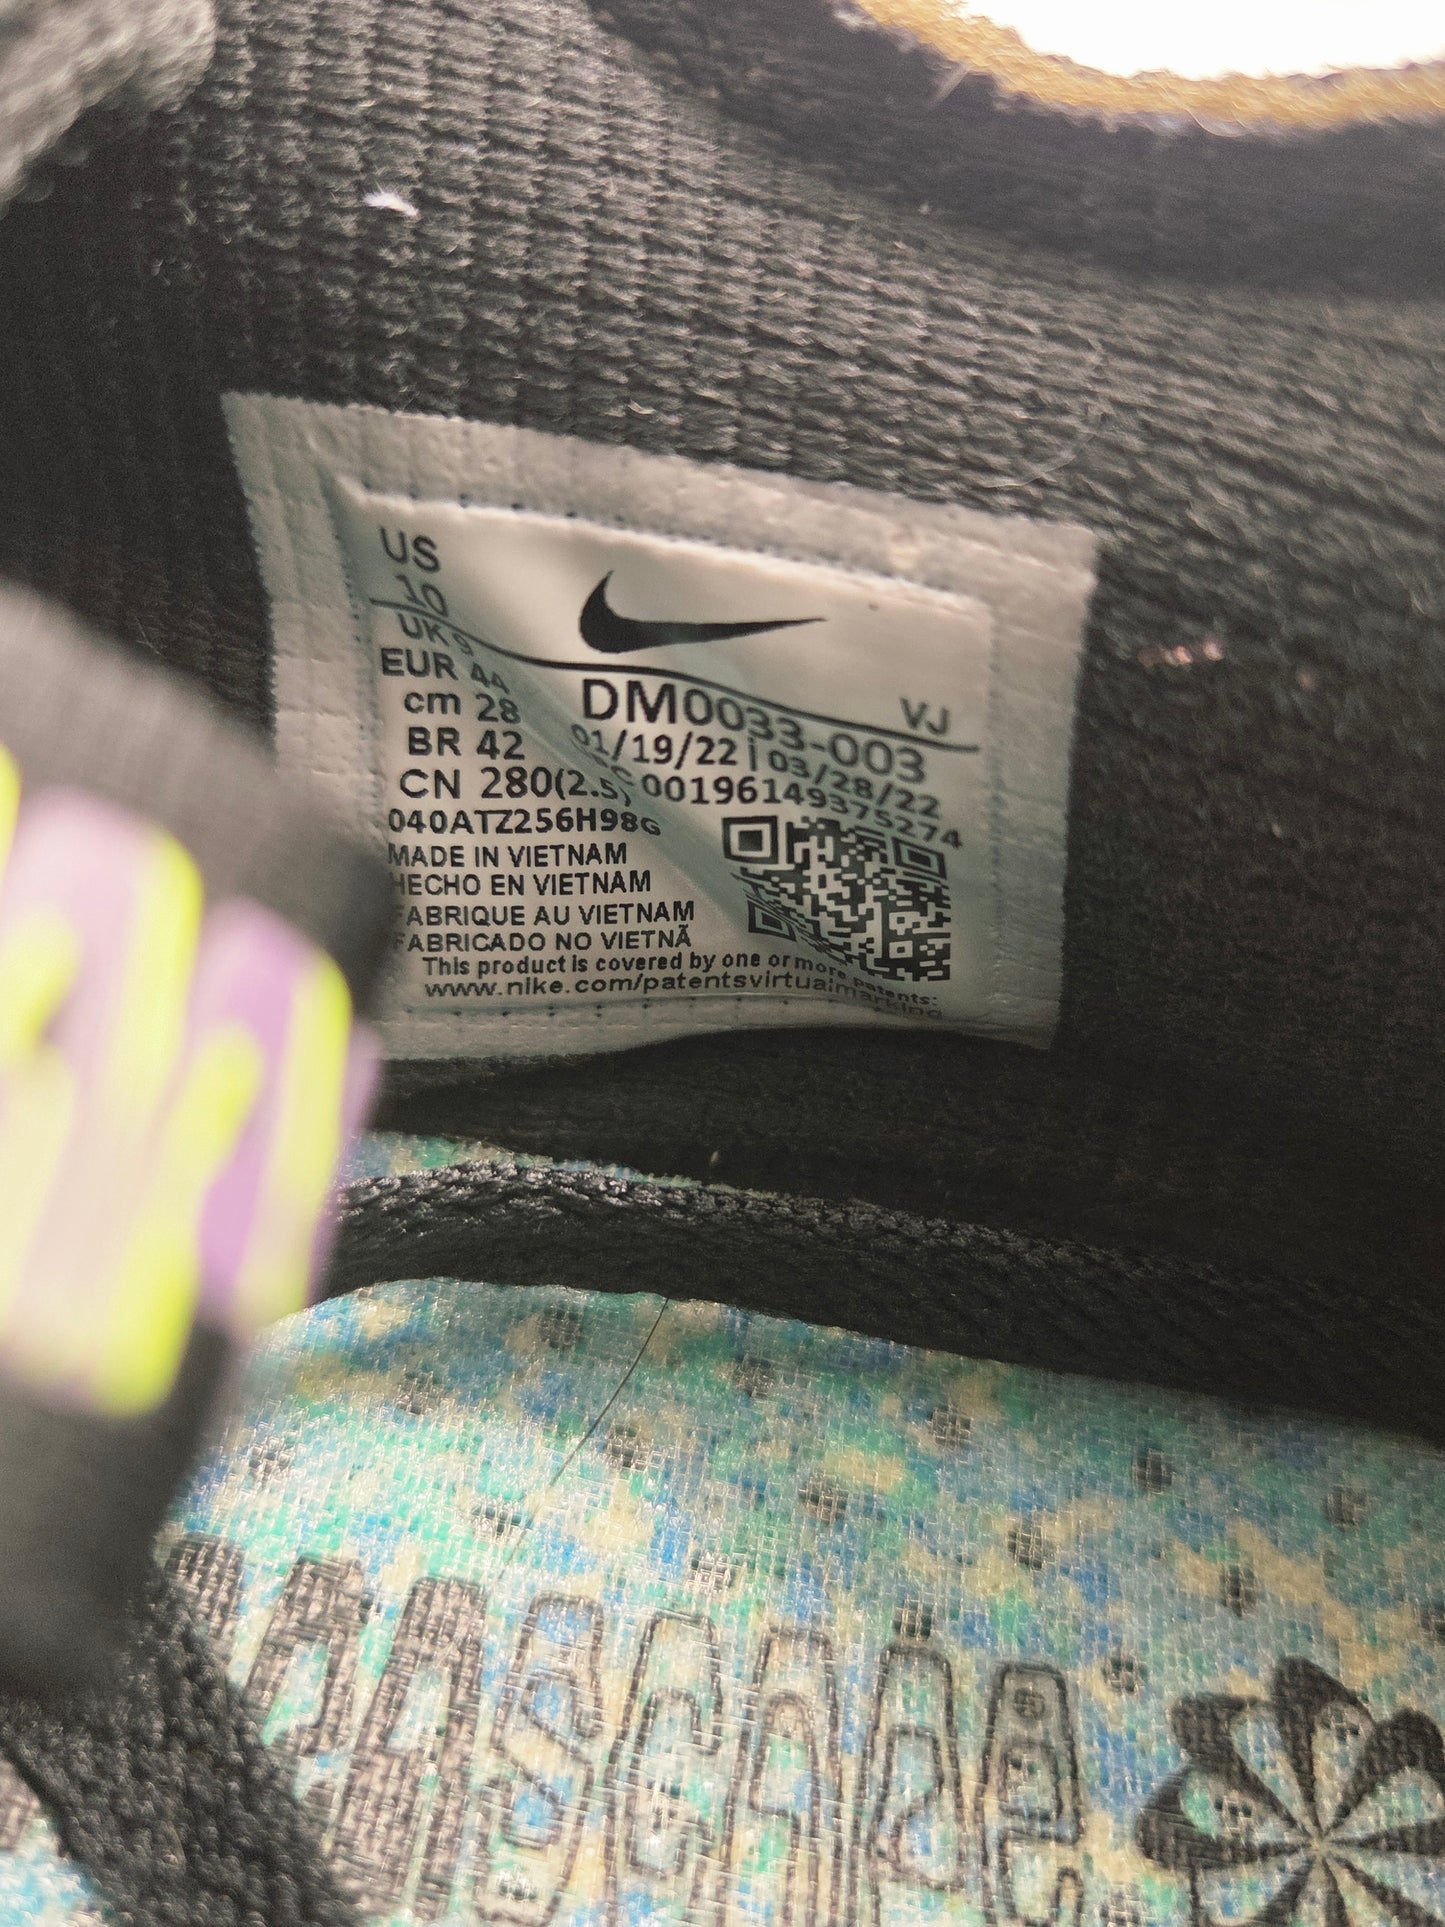 US
10
UK 9
EUR 44
cm 28
BR 42
CN 280(2.5)
VJ
DM0033-003
01/19/22 | 03/28/22
00196149375274
040ATZ256H98G
MADE IN VIETNAM
HECHO EN VIETNAM
FABRIQUE AU VIETNAM
FABRICADO NO VIETNÃ
This product is covered by one or more patents:
www.nike.com/patentsvirtualmarking